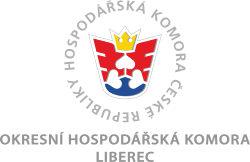 HOSPODÁŘSKÁ KOMORA ČESKÉ REPUBLIKY
OKRESNÍ HOSPODÁŘSKÁ KOMORA
LIBEREC